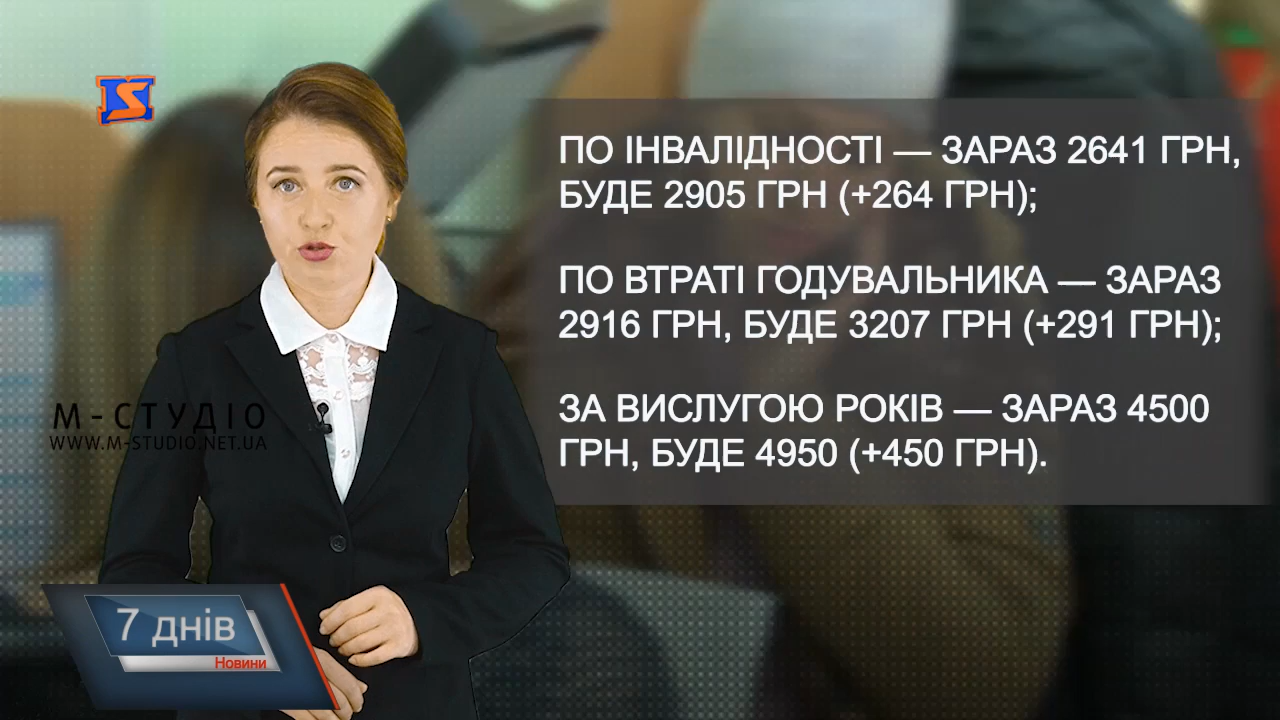 ПО ІНВАЛІДНОСТІ — ЗАРАЗ 2641 ГРН,
БУДЕ 2905 ГРН (+264 ГРН);
ПО ВТРАТІ ГОДУВАЛЬНИКА — ЗАРАЗ
2916 ГРН, БУДЕ 3207 ГРН (+291 ГРН);
ЗА ВИСЛУГОЮ РОКІВ — ЗАРАЗ 4500
ГРН, БУДЕ 4950 (+450 ГРН).
М-СТУДІО
WWW.M-STUDIO.NET.UA
7 днів
Новини